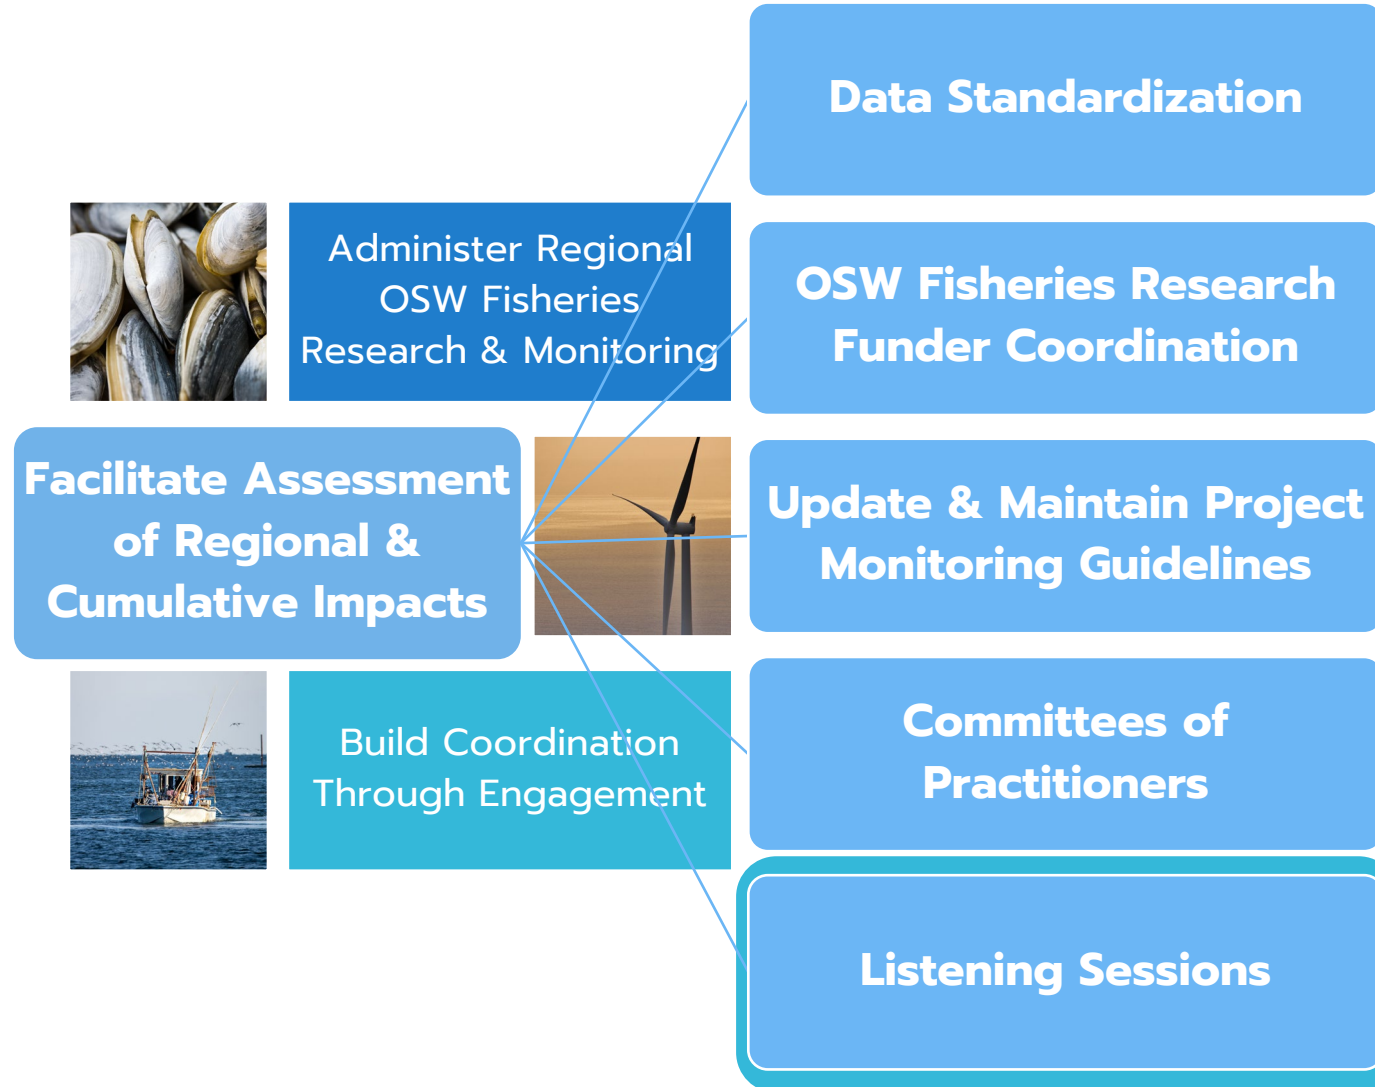 Administer Regional
OSW Fisheries
Research & Monitoring
Facilitate Assessment
of Regional &
Cumulative Impacts
Build Coordination
Through Engagement
Data Standardization
OSW Fisheries Research
Funder Coordination
Update & Maintain Project
Monitoring Guidelines
Committees of
Practitioners
Listening Sessions